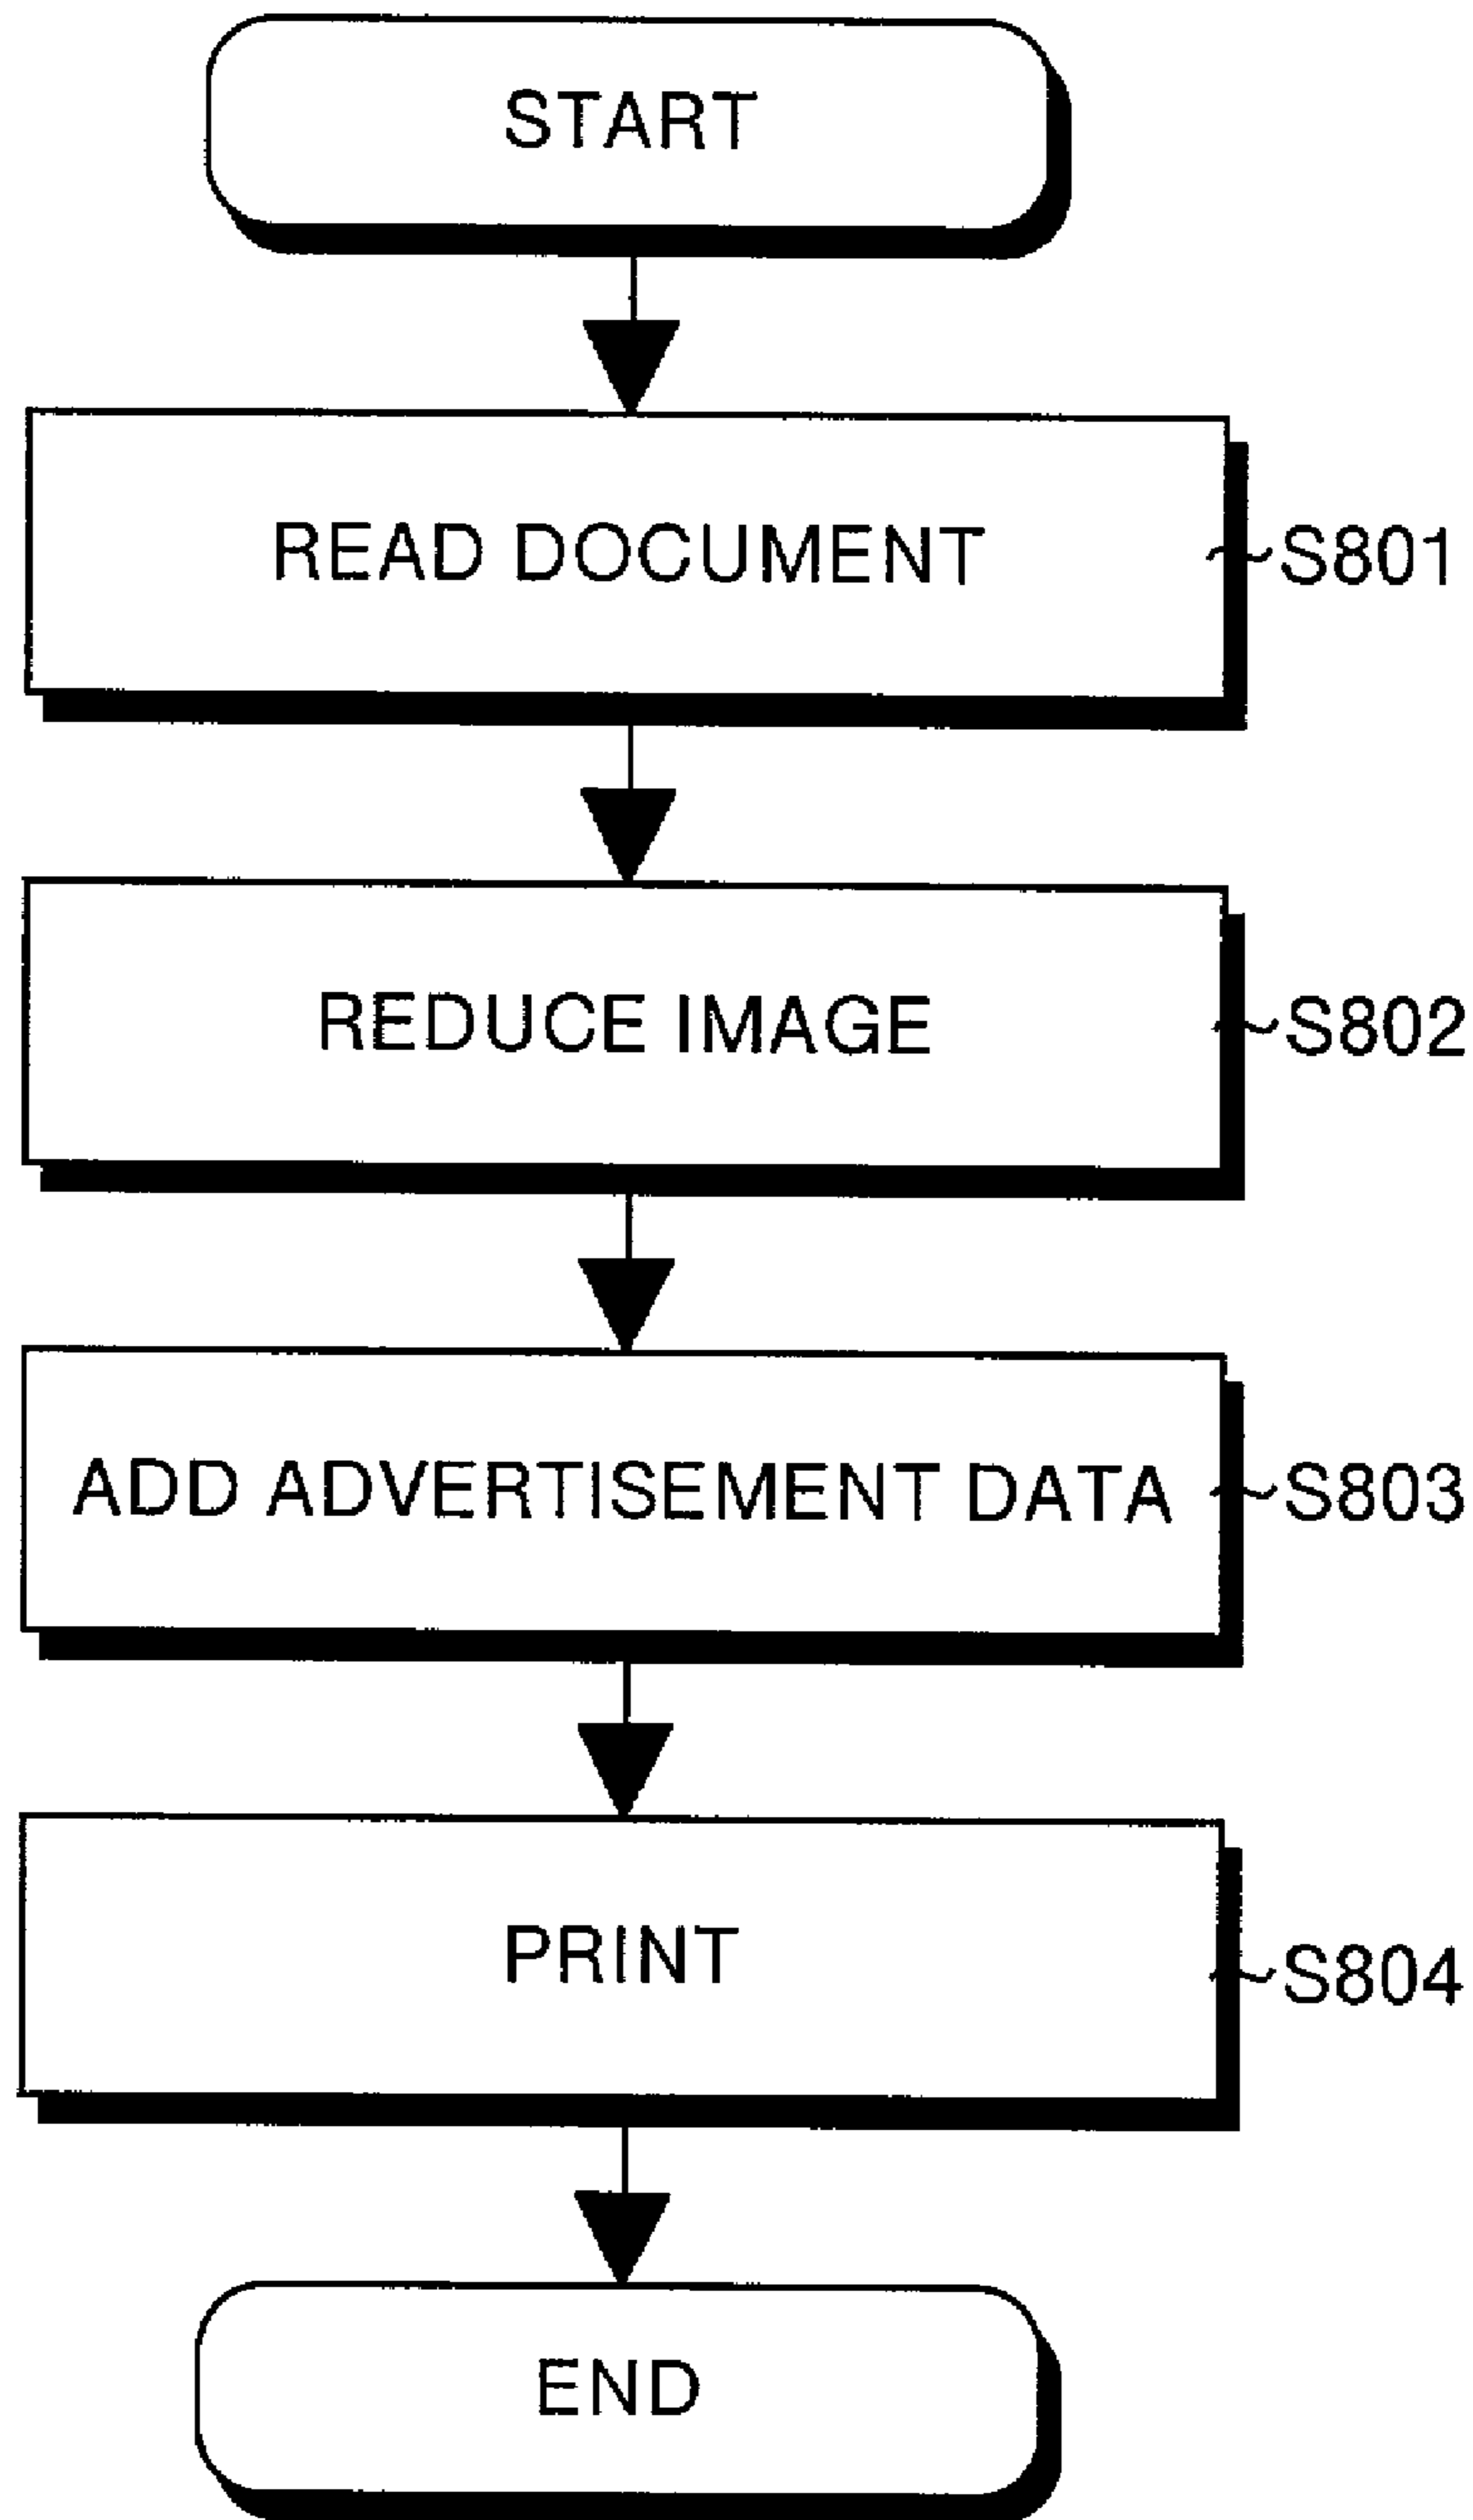 START
READ DOCUMENT
S801
REDUCE IMAGE
S802
ADD ADVERTISEMENT DATA
S803
PRINT
S804
END